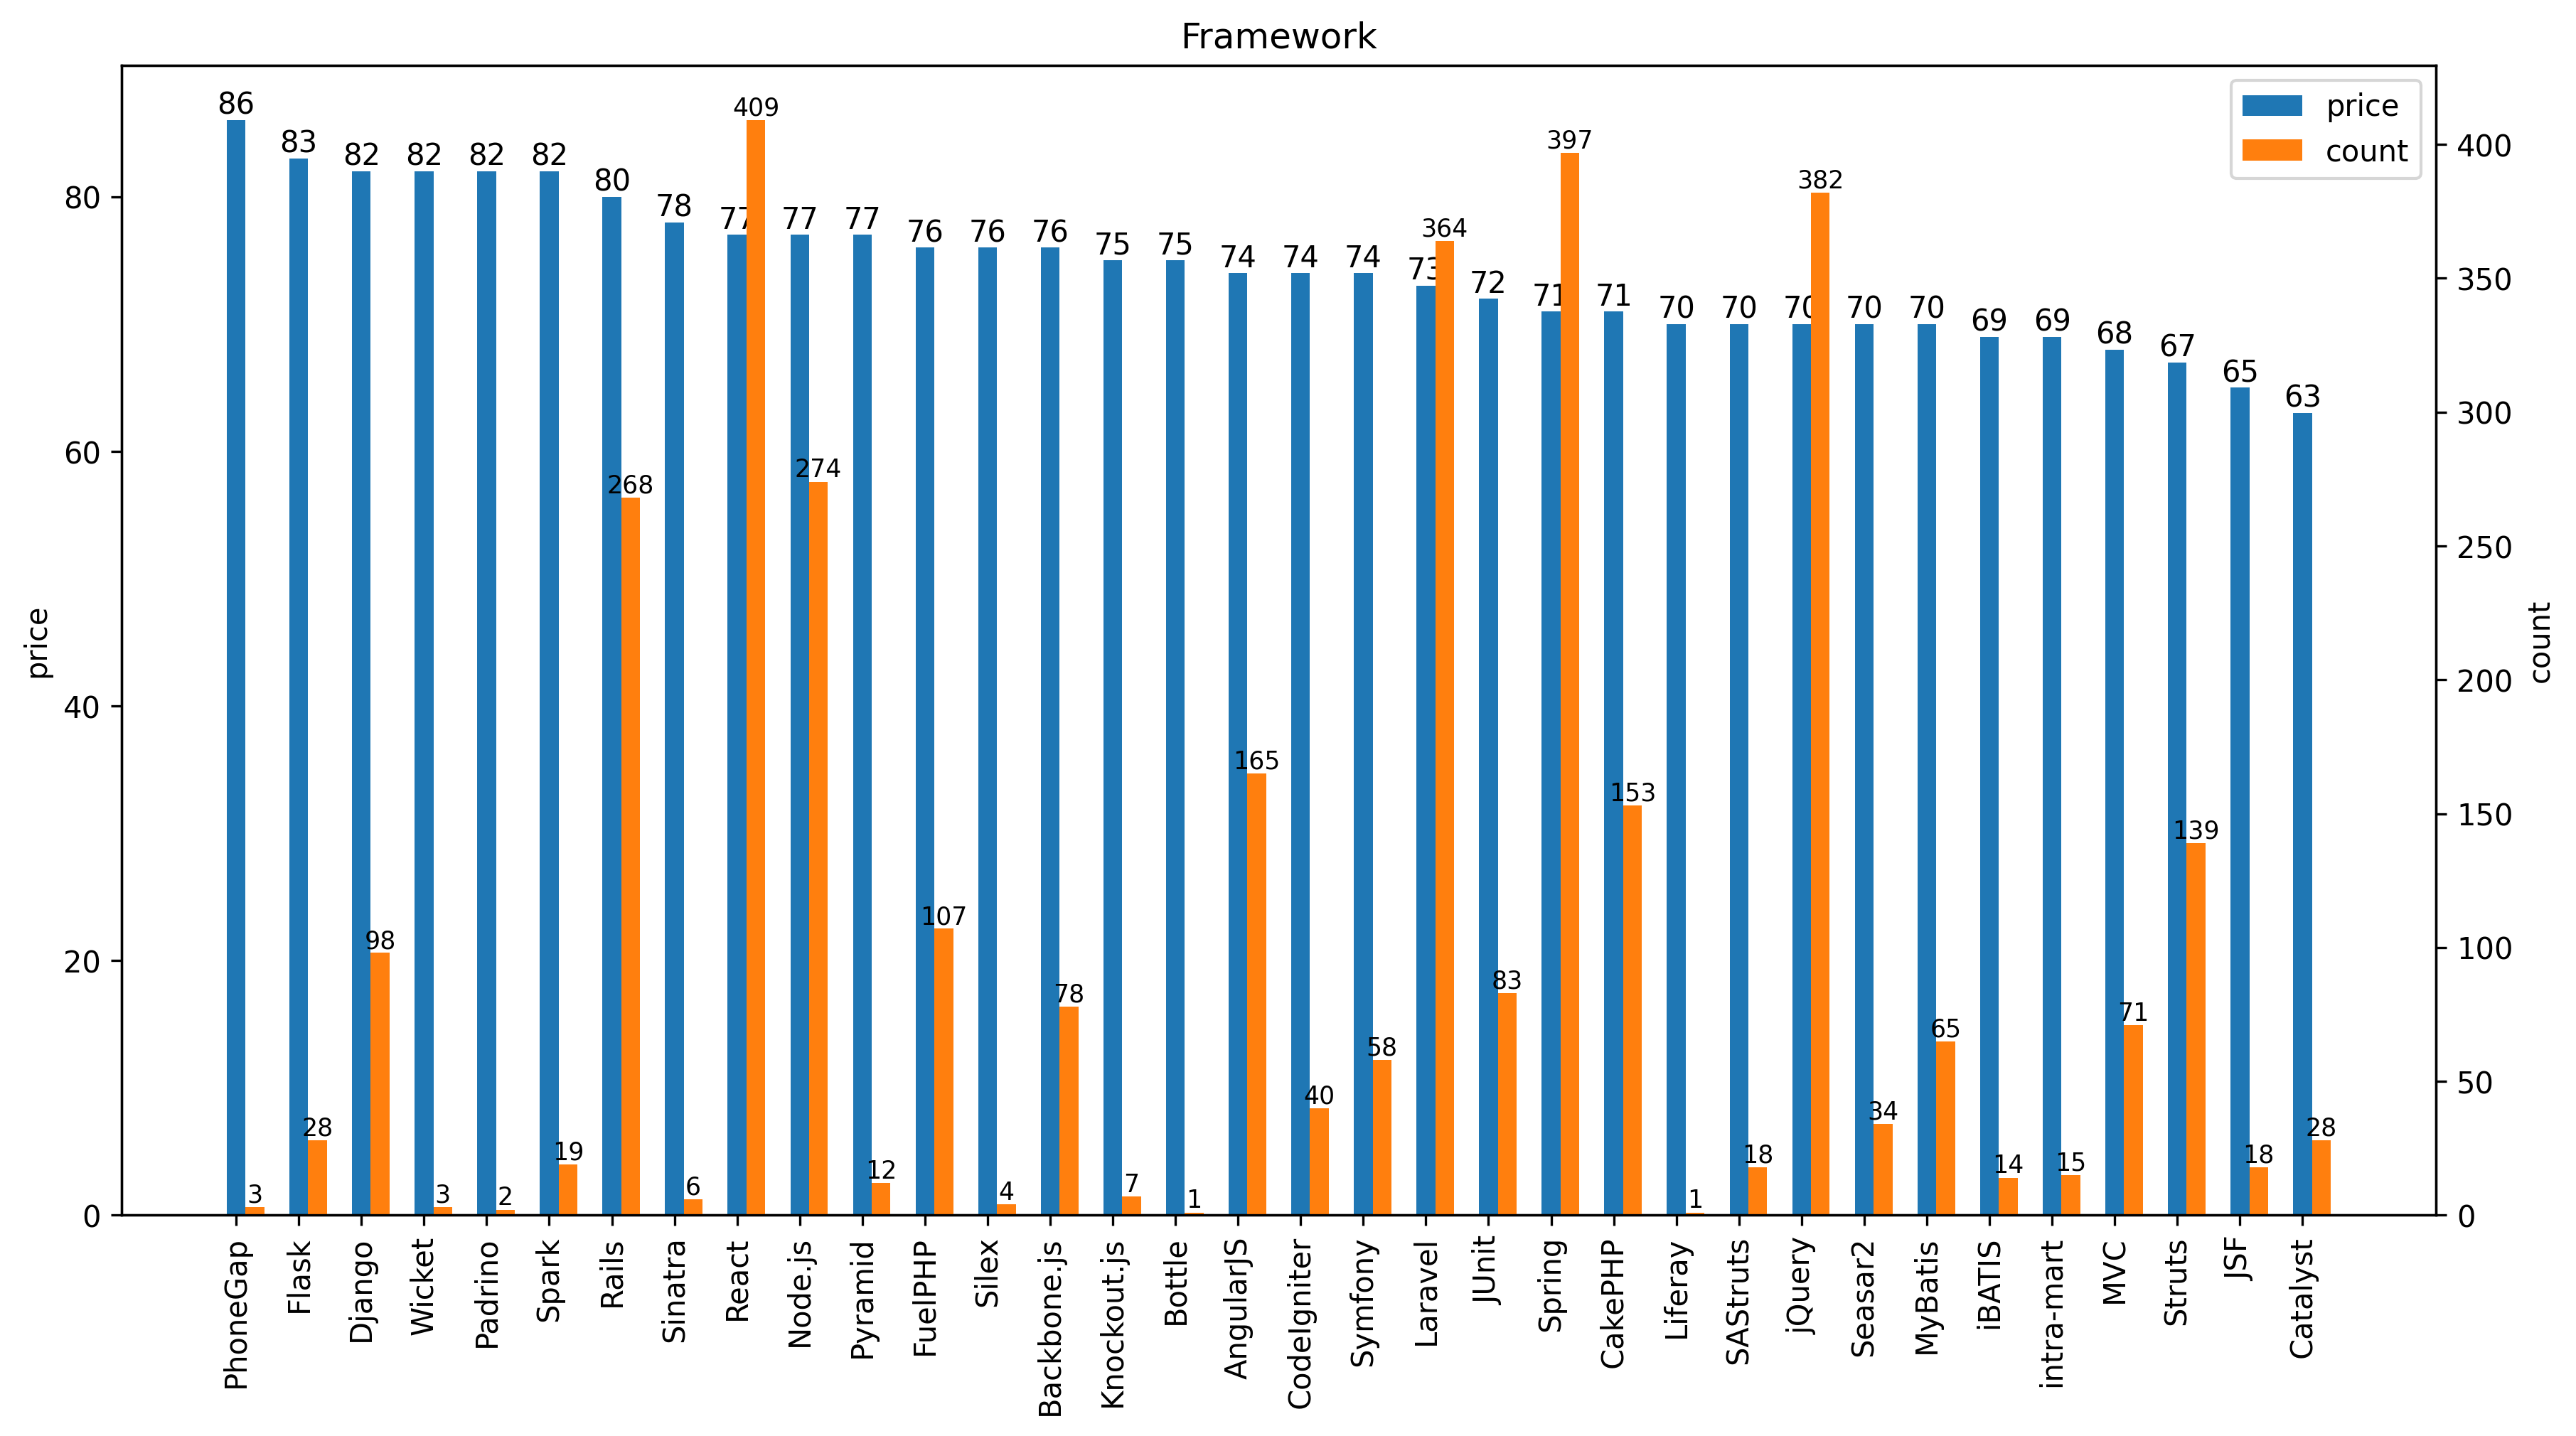 Framework
price
count
86 83 82 82 82 82 80 78 77 77 77 76 76 76 75 75 74 74 74 73 72 71 71 70 70 70 70 70 69 69 68 67 65 63
3 28 98 3 2 19 268 6 409 274 12 107 4 78 7 1 165 40 58 364 83 397 153 1 18 382 34 65 14 15 71 139 18 28
price
80
60
40
20
0
count
400
350
300
250
200
150
100
50
0
PhoneGap
Flask
Django
Wicket
Padrino
Spark
Rails
Sinatra
React
Node.js
Pyramid
FuelPHP
Silex
Backbone.js
Knockout.js
Bottle
AngularJS
CodeIgniter
Symfony
Laravel
JUnit
Spring
CakePHP
Liferay
SAStruts
jQuery
Seasar2
MyBatis
iBATIS
intra-mart
MVC
Struts
JSF
Catalyst